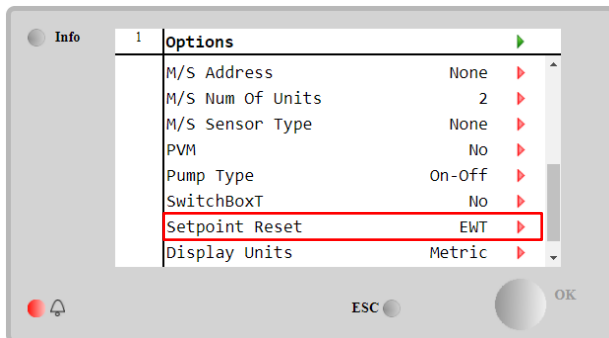 Info
1 Options
M/S Address None
M/S Num Of Units 2
M/S Sensor Type None
PVM No
Pump Type On-Off
SwitchBoxT No
Setpoint Reset EWT
Display Units Metric
ESC
OK